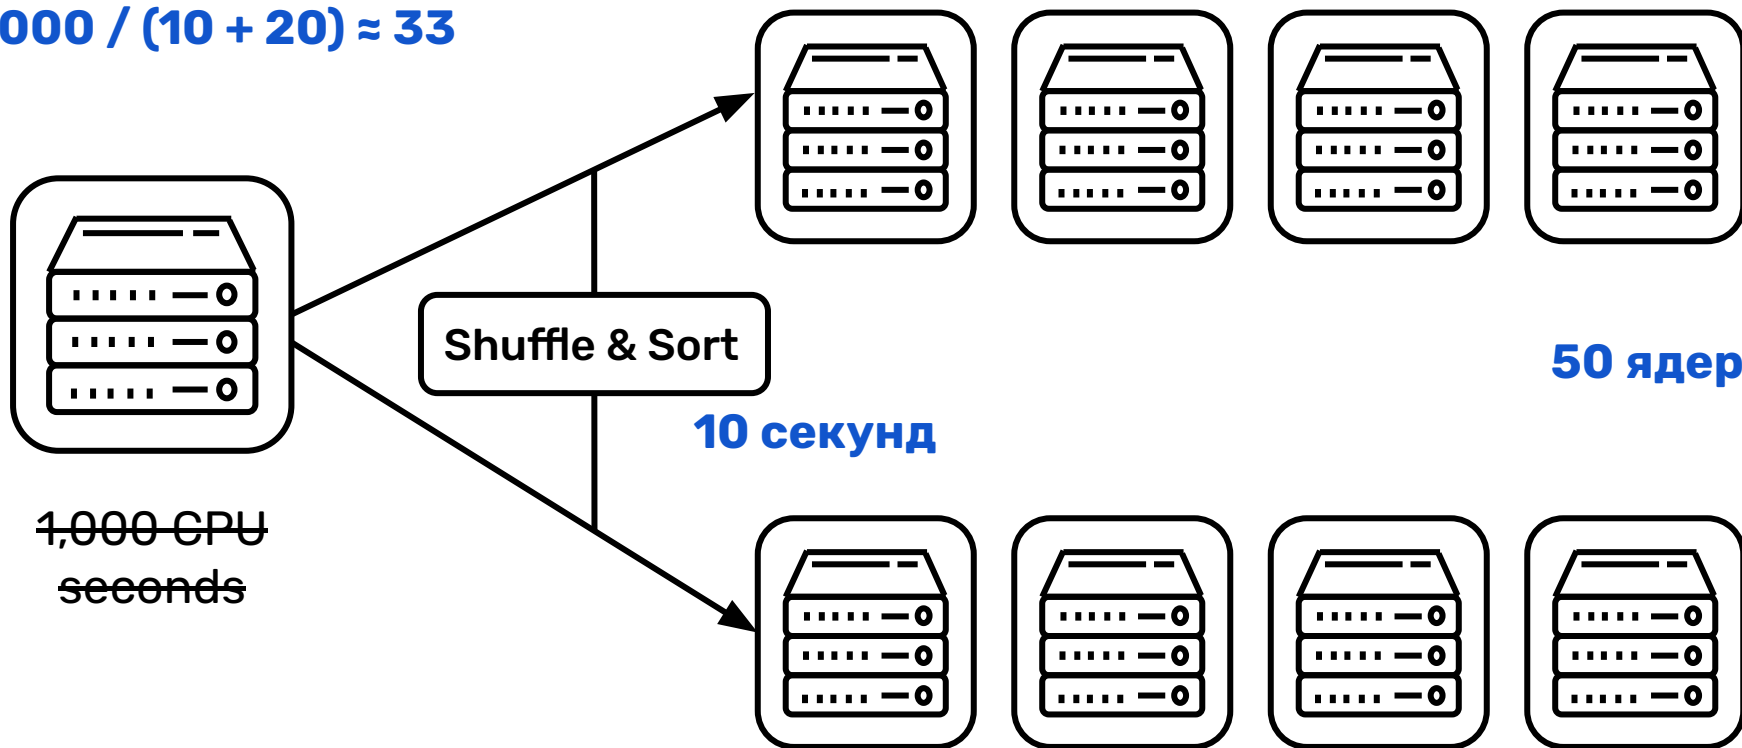 000 / (10 + 20) ≈ 33
Shuffle & Sort
50 ядер
10 секунд
1,000 CPU
seconds